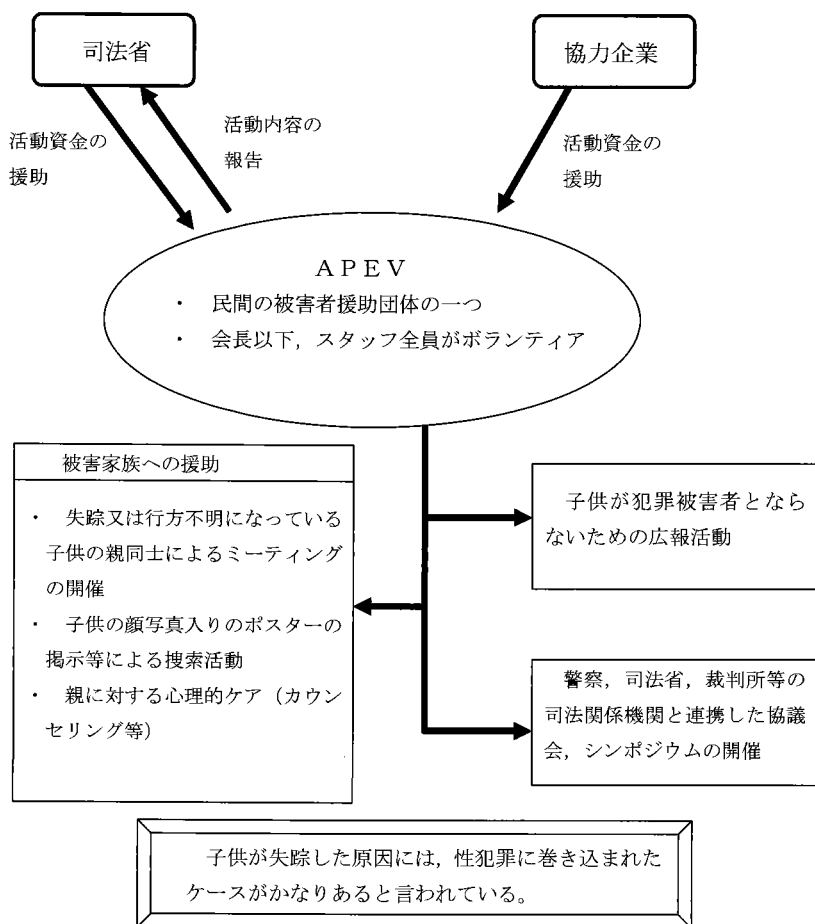 司法省
協力企業
活動資金の
援助
活動内容の
報告
活動資金の
援助
ＡＰＥＶ
・ 民間の被害者援助団体の一つ
・ 会長以下，スタッフ全員がボランティア
被害家族への援助
・ 失踪又は行方不明になっている
子供の親同士によるミーティング
の開催
・ 子供の顔写真入りのポスターの
掲示等による捜索活動
・ 親に対する心理的ケア（カウン
セリング等）
子供が犯罪被害者となら
ないための広報活動
警察，司法省，裁判所等の
司法関係機関と連携した協議
会，シンポジウムの開催
子供が失踪した原因には，性犯罪に巻き込まれた
ケースがかなりあると言われている。